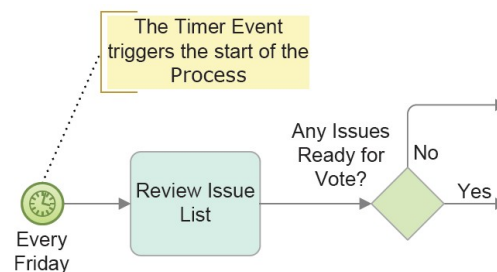 The Timer Event
triggers the start of the
Process
Any Issues
Ready for
Vote?
No
Review Issue
List
Yes
Every
Friday